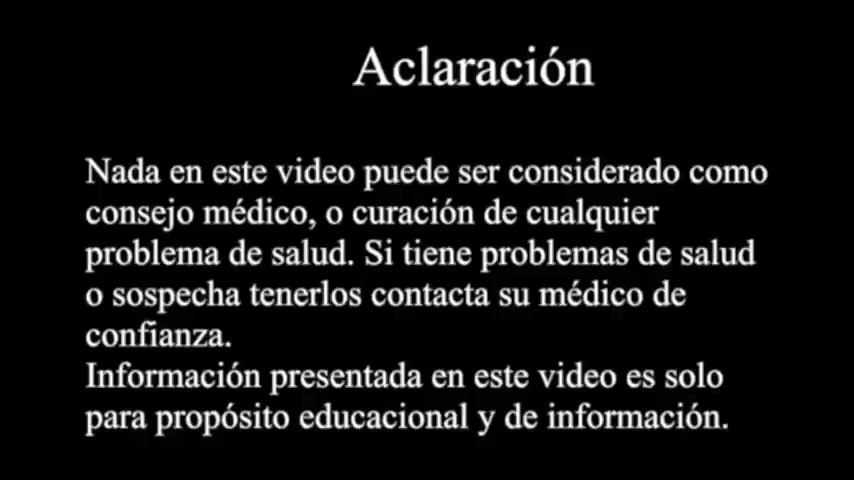 Aclaración
Nada en este video puede ser considerado como
consejo médico, o curación de cualquier
problema de salud. Si tiene problemas de salud
o sospecha tenerlos contacta su médico de
confianza.
Información presentada en este video es solo
para propósito educacional y de información.